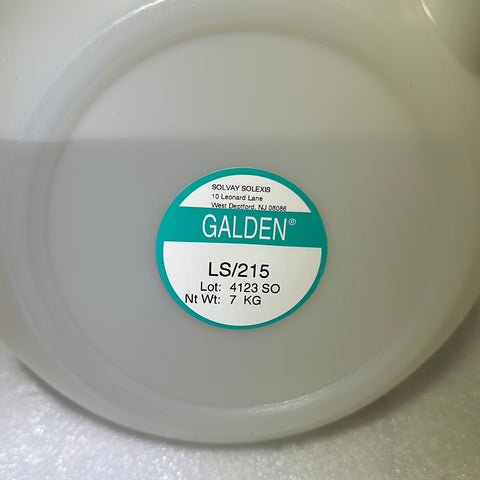 SOLVAY SOLEXIS
10 Leonard Lane
West Deptford, NJ 08086
GALDEN®
LS/215
Lot: 4123 SO
Nt Wt: 7 KG